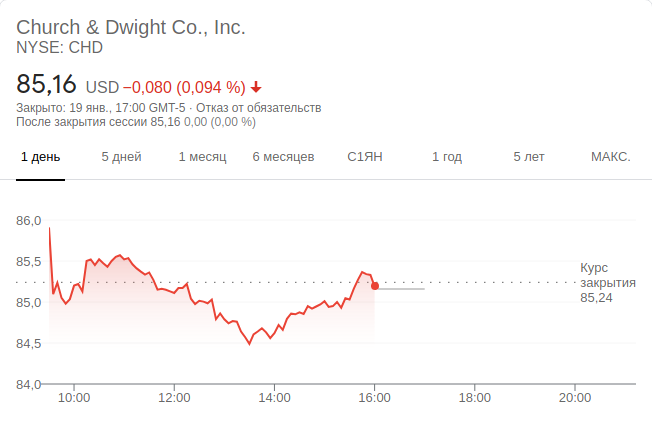 Church & Dwight Co., Inc.
NYSE: CHD
85,16 USD −0,080 (0,094 %)
Закрыто: 19 янв., 17:00 GMT-5 · Отказ от обязательств
После закрытия сессии 85,16 0,00 (0,00 %)
1 день 5 дней 1 месяц 6 месяцев С1ЯН 1 год 5 лет МАКС.
86,0
85,5
85,0
84,5
84,0
Курс
закрытия
85,24
10:00 12:00 14:00 16:00 18:00 20:00